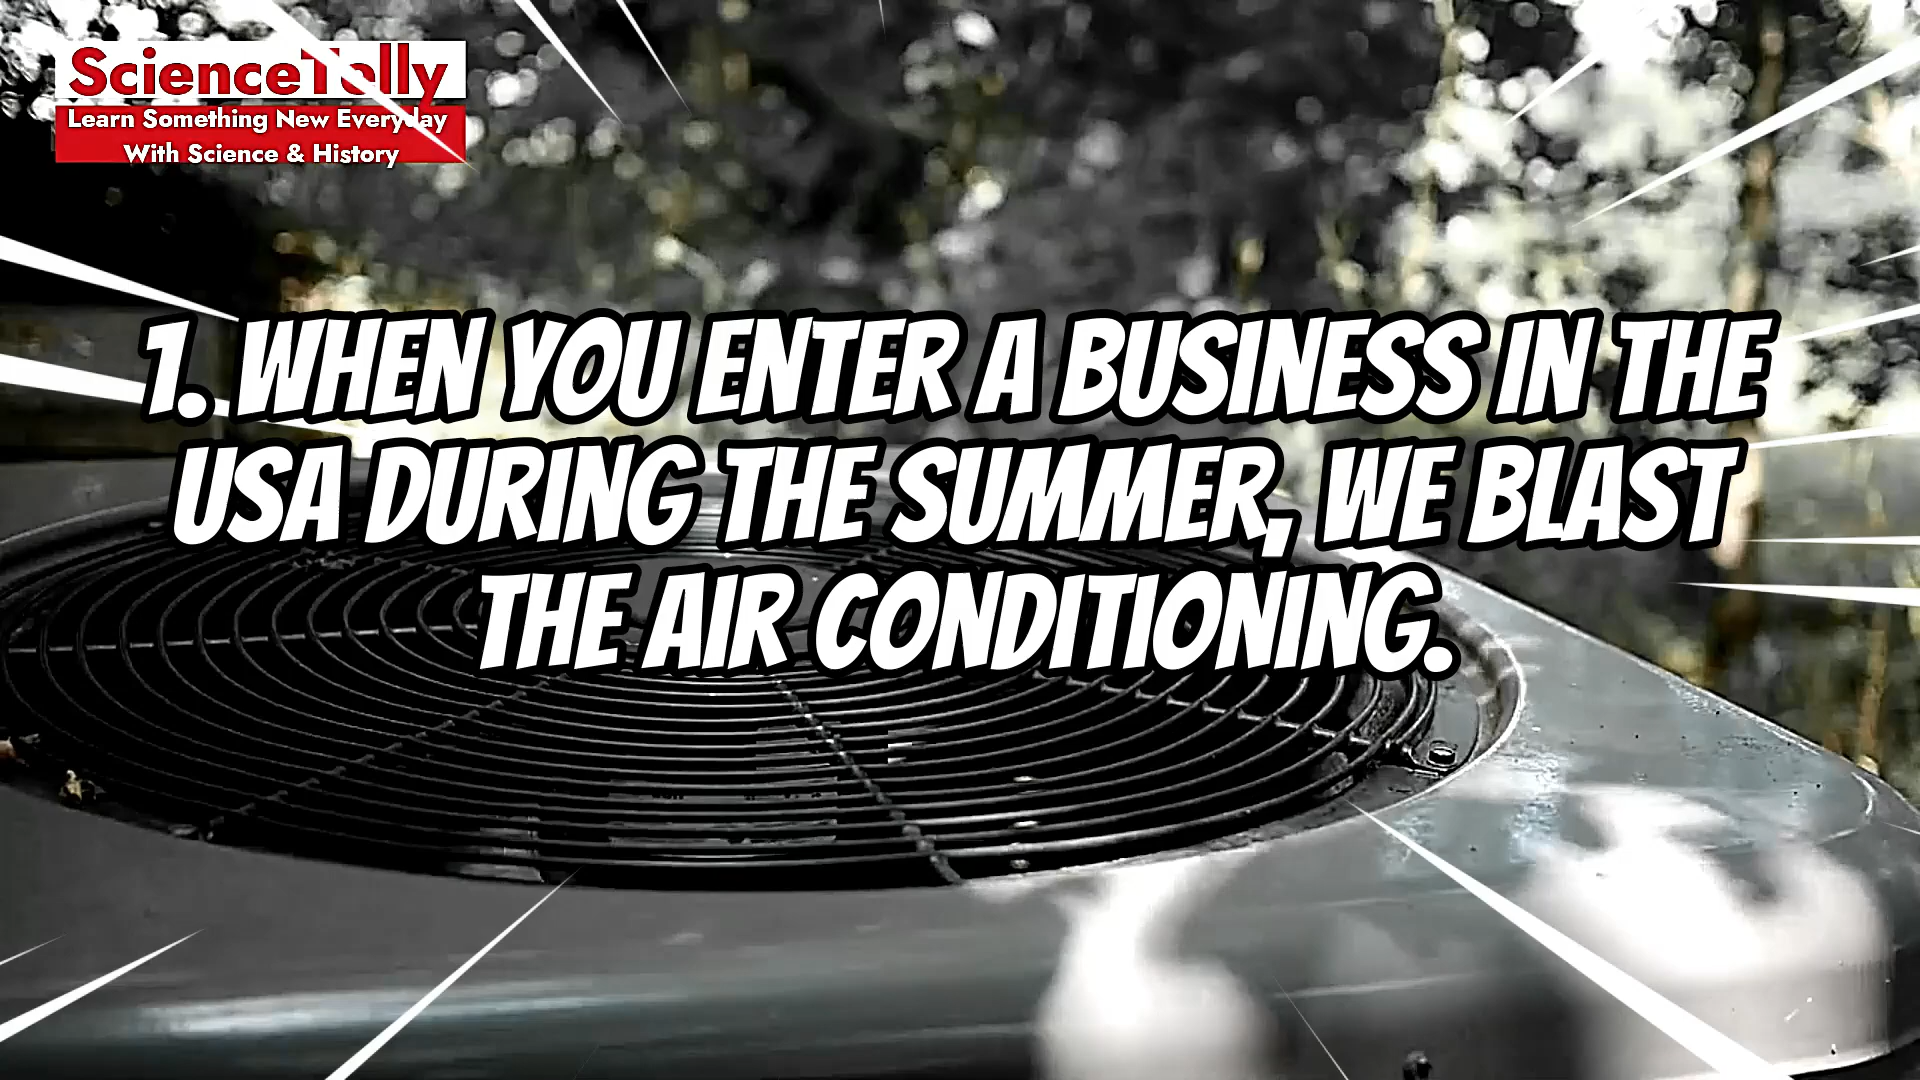 ScienceTolly
Learn Something New Everyday
With Science & History
1. WHEN YOU ENTER A BUSINESS IN THE
USA DURING THE SUMMER, WE BLAST
THE AIR CONDITIONING.